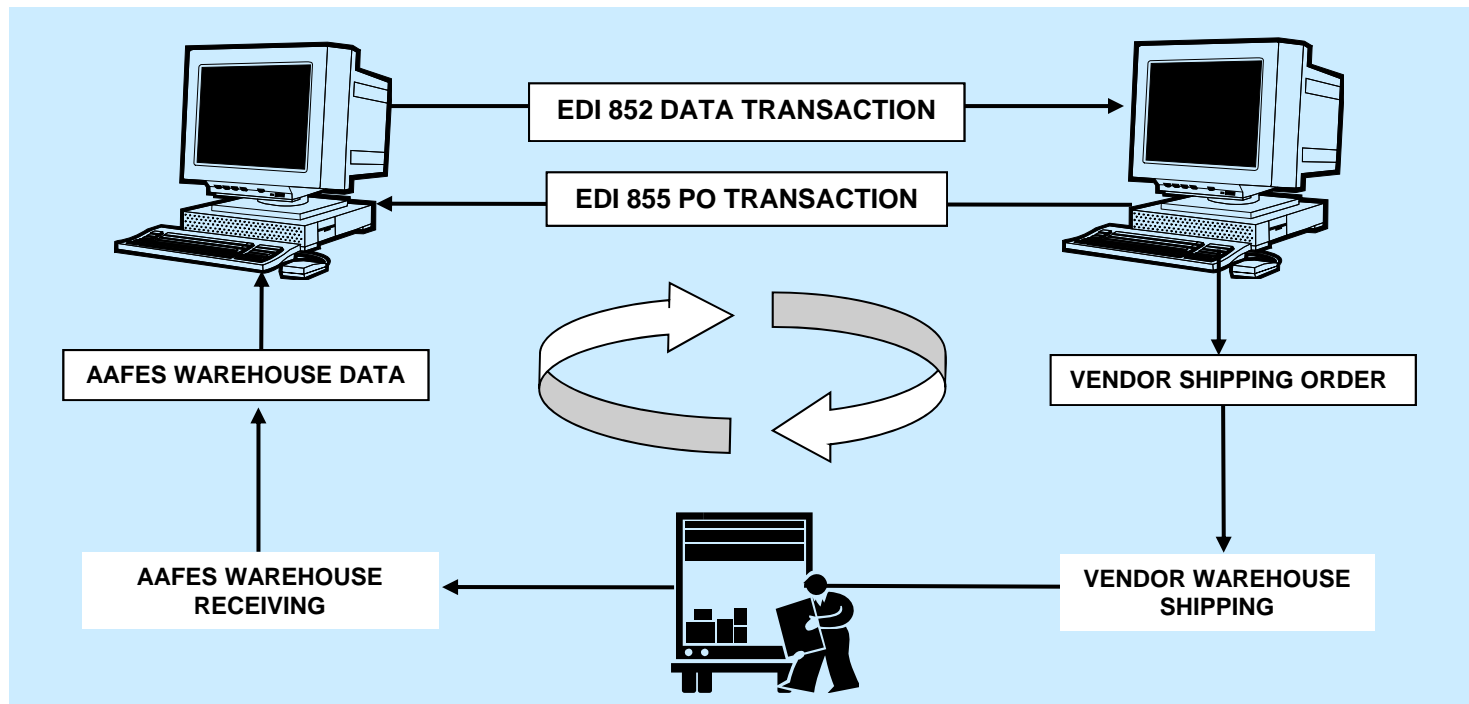 EDI 852 DATA TRANSACTION
EDI 855 PO TRANSACTION
AAFES WAREHOUSE DATA
VENDOR SHIPPING ORDER
AAFES WAREHOUSE
RECEIVING
VENDOR WAREHOUSE
SHIPPING